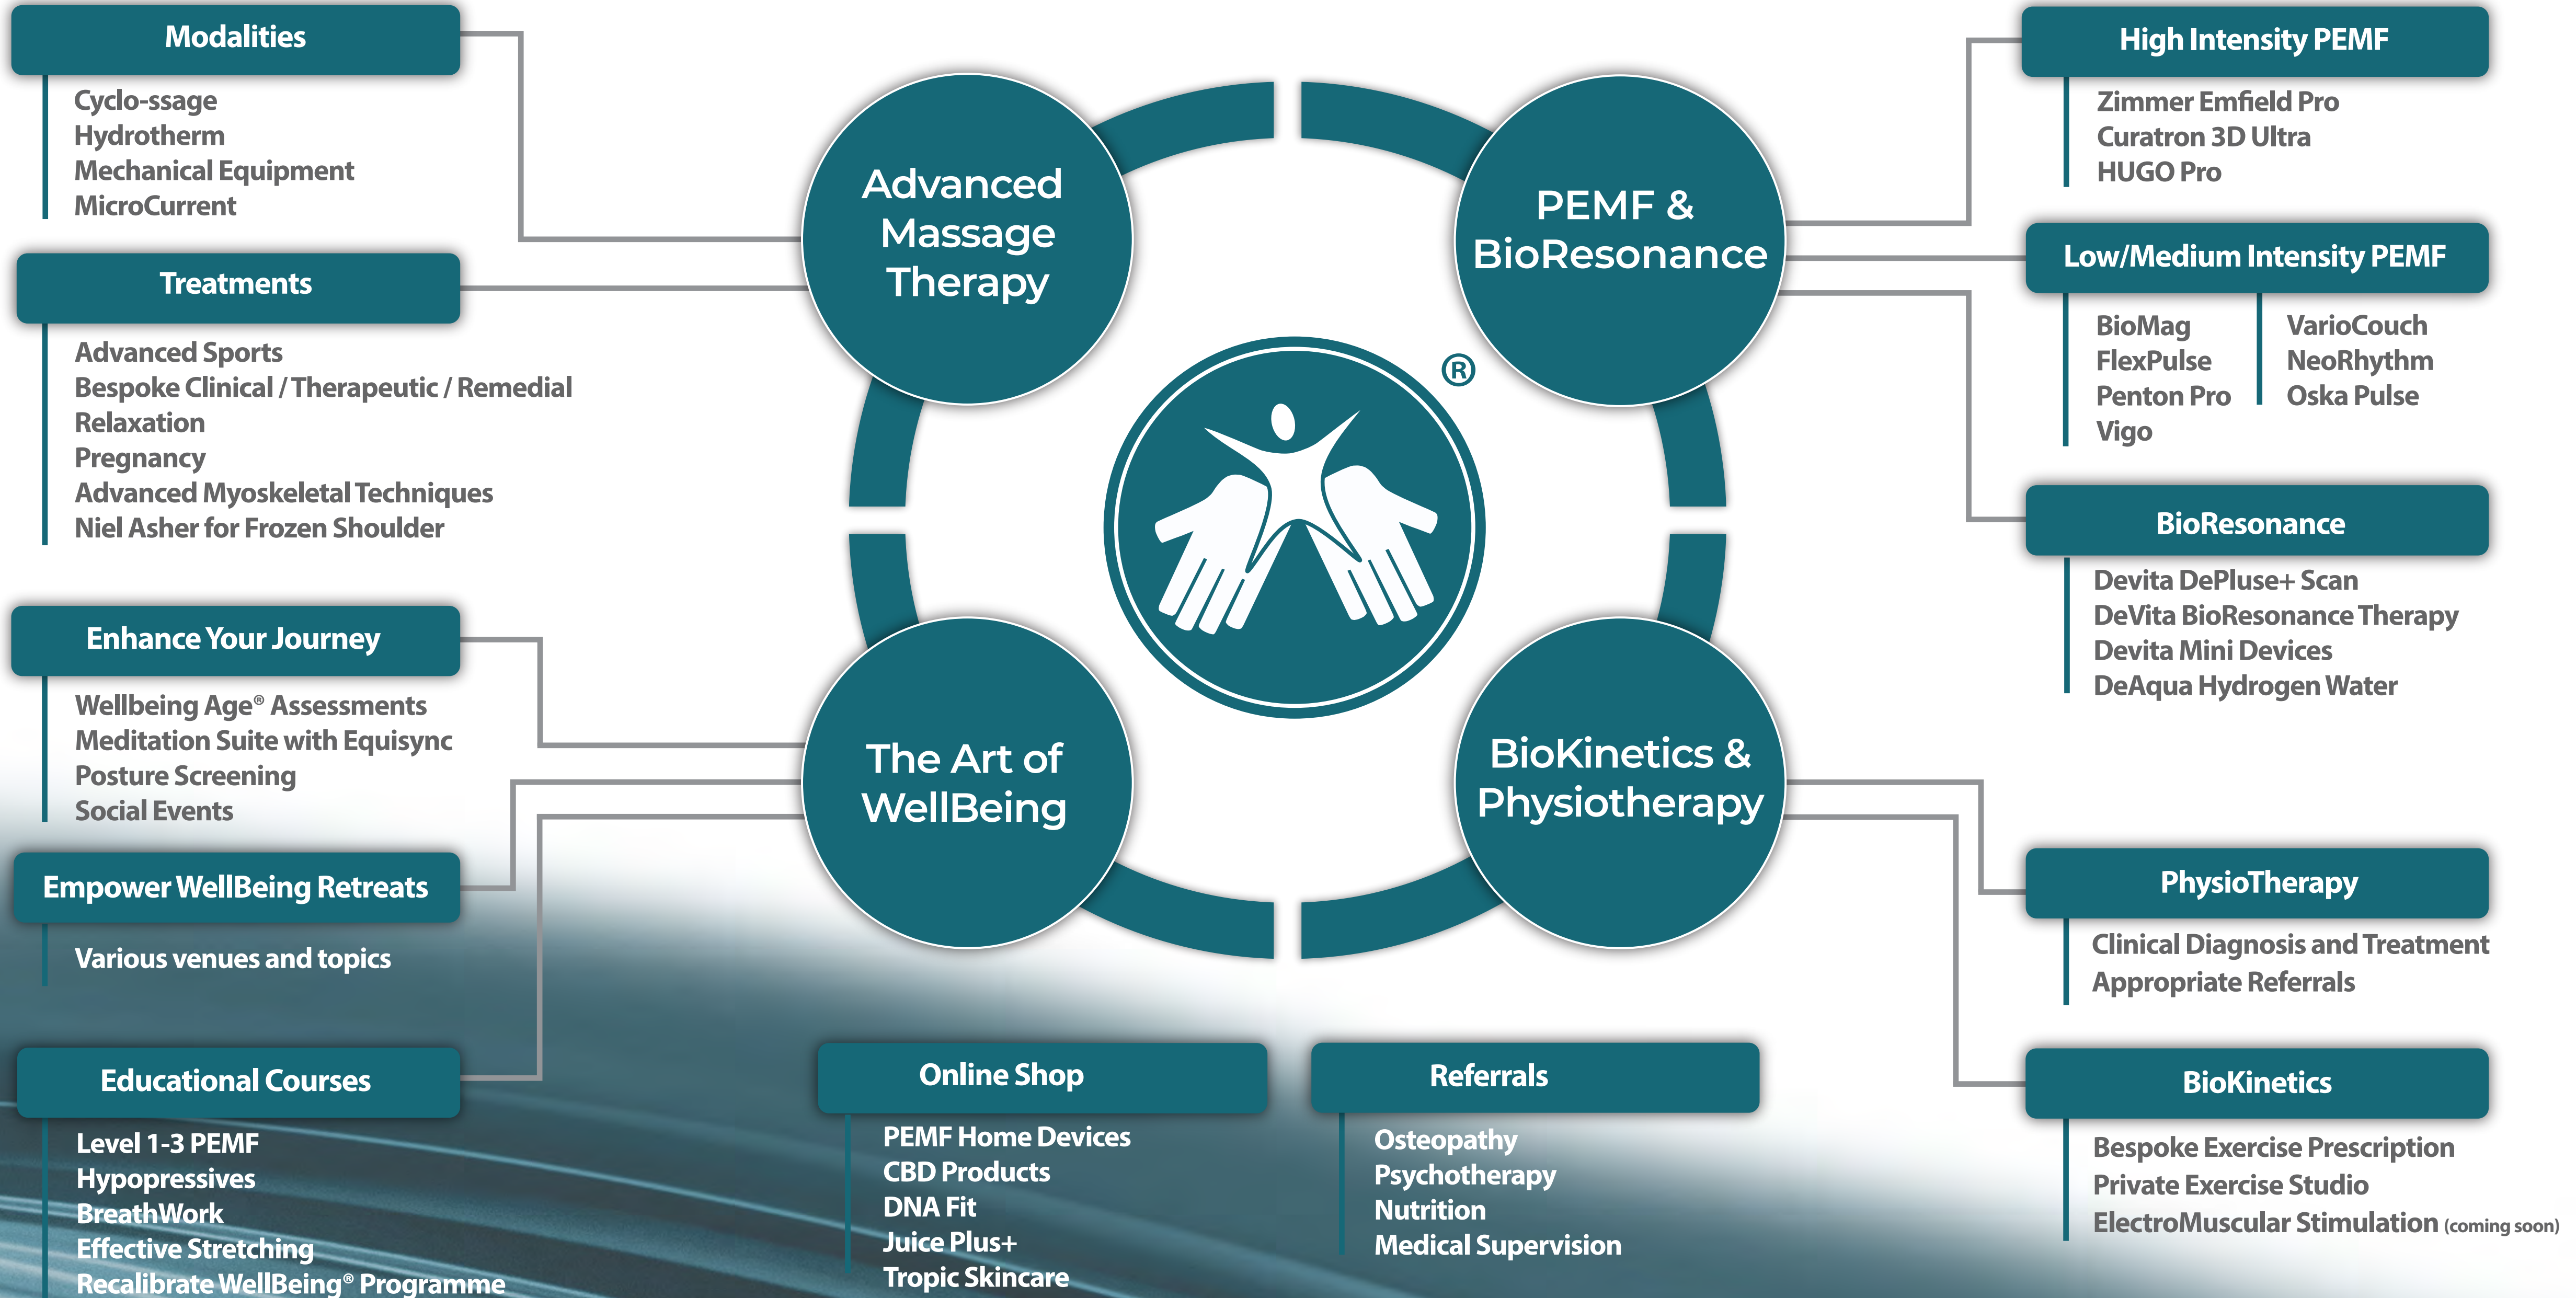 Modalities
Cyclo-ssage
Hydrotherm
Mechanical Equipment
MicroCurrent
Treatments
Advanced Sports
Bespoke Clinical / Therapeutic / Remedial
Relaxation
Pregnancy
Advanced Myoskeletal Techniques
Niel Asher for Frozen Shoulder
Enhance Your Journey
Wellbeing Age® Assessments
Meditation Suite with Equisync
Posture Screening
Social Events
Empower WellBeing Retreats
Various venues and topics
Educational Courses
Level 1-3 PEMF
Hypopressives
BreathWork
Effective Stretching
Recalibrate WellBeing® Programme
Advanced
Massage
Therapy
PEMF &
BioResonance
®
The Art of
WellBeing
BioKinetics &
Physiotherapy
Online Shop
PEMF Home Devices
CBD Products
DNA Fit
Juice Plus+
Tropic Skincare
Referrals
Osteopathy
Psychotherapy
Nutrition
Medical Supervision
High Intensity PEMF
Zimmer Emfield Pro
Curatron 3D Ultra
HUGO Pro
Low/Medium Intensity PEMF
BioMag
FlexPulse
Penton Pro
Vigo
VarioCouch
NeoRhythm
Oska Pulse
BioResonance
Devita DePluse+ Scan
DeVita BioResonance Therapy
Devita Mini Devices
DeAqua Hydrogen Water
PhysioTherapy
Clinical Diagnosis and Treatment
Appropriate Referrals
BioKinetics
Bespoke Exercise Prescription
Private Exercise Studio
ElectroMuscular Stimulation (coming soon)